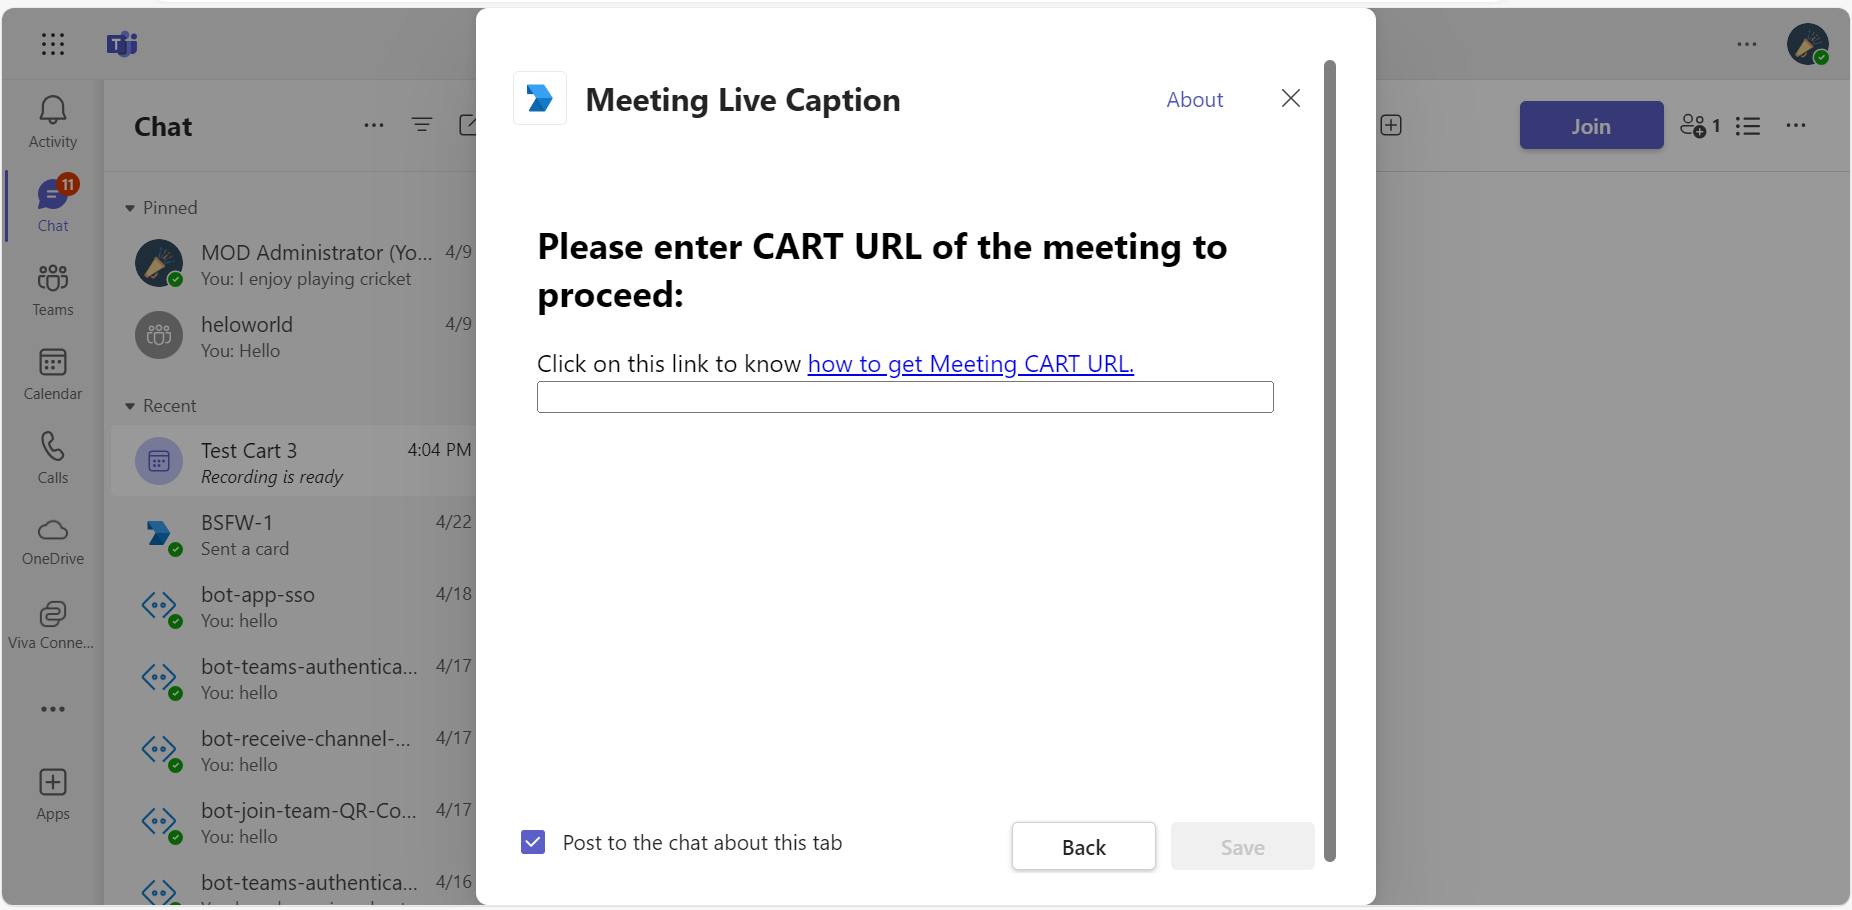 Activity
Chat
11
Teams
Calendar
Calls
OneDrive
Viva Conne...
Apps
Chat
Pinned
MOD Administrator (Yo... 4/9
You: I enjoy playing cricket
heloworld 4/9
You: Hello
Recent
Test Cart 3 4:04 PM
Recording is ready
BSFW-1 4/22
Sent a card
bot-app-sso 4/18
You: hello
bot-teams-authentica... 4/17
You: hello
bot-receive-channel-... 4/17
You: hello
bot-join-team-QR-Co... 4/17
You: hello
bot-teams-authentica... 4/16
Meeting Live Caption
About
Please enter CART URL of the meeting to
proceed:
Click on this link to know how to get Meeting CART URL.
Post to the chat about this tab
Back
Save
Join
1